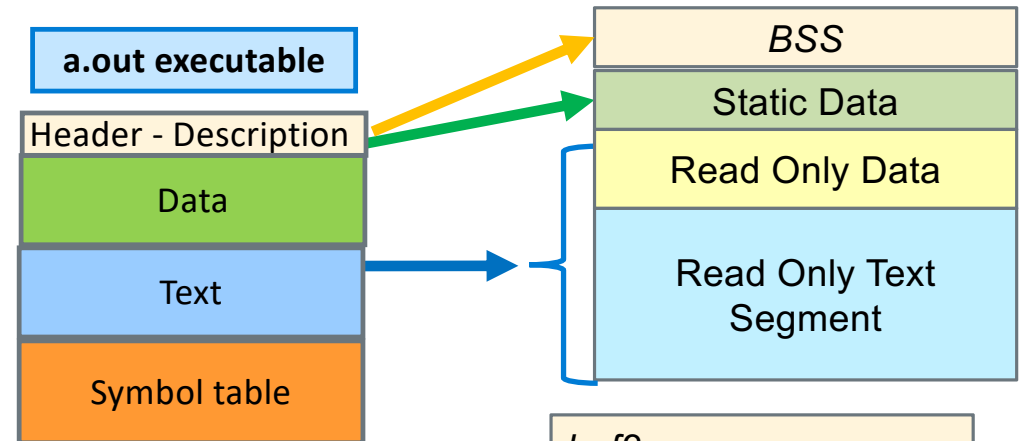 a.out executable
Header - Description
Data
Text
Symbol table
BSS
Static Data
Read Only Data
Read Only Text
Segment